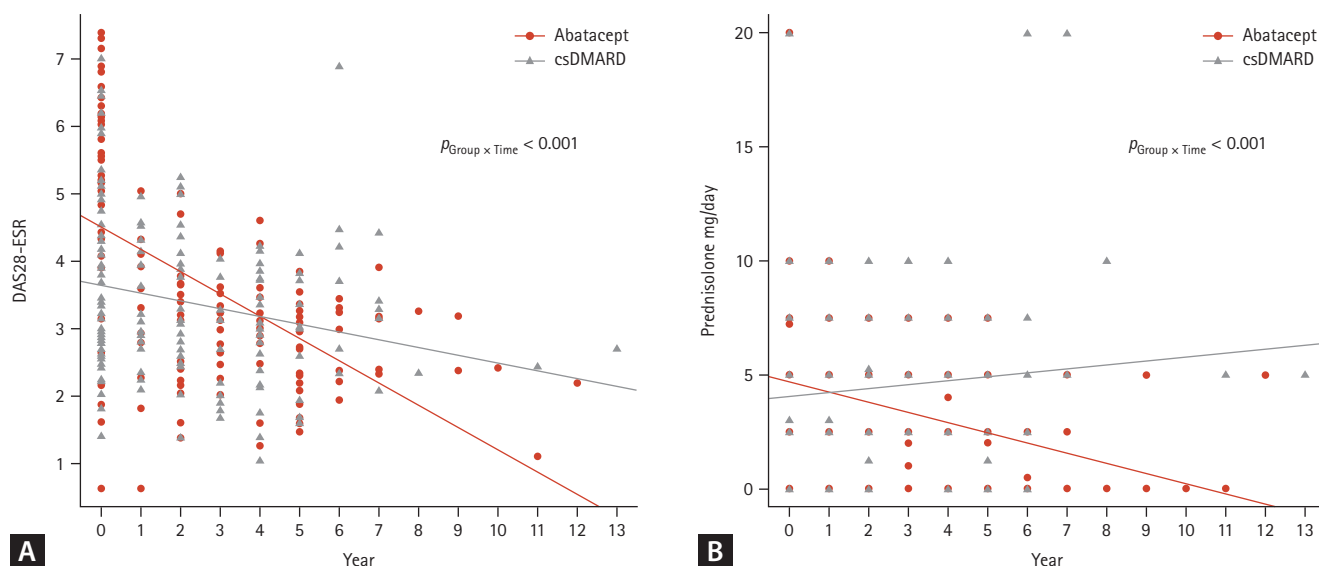 Abatacept
csDMARD
p Group × Time < 0.001
DAS28-ESR
7
6
5
4
3
2
1
0 1 2 3 4 5 6 7 8 9 10 11 12 13
Year
A
Abatacept
csDMARD
p Group × Time < 0.001
Prednisolone mg/day
20
15
10
5
0
0 1 2 3 4 5 6 7 8 9 10 11 12 13
Year
B